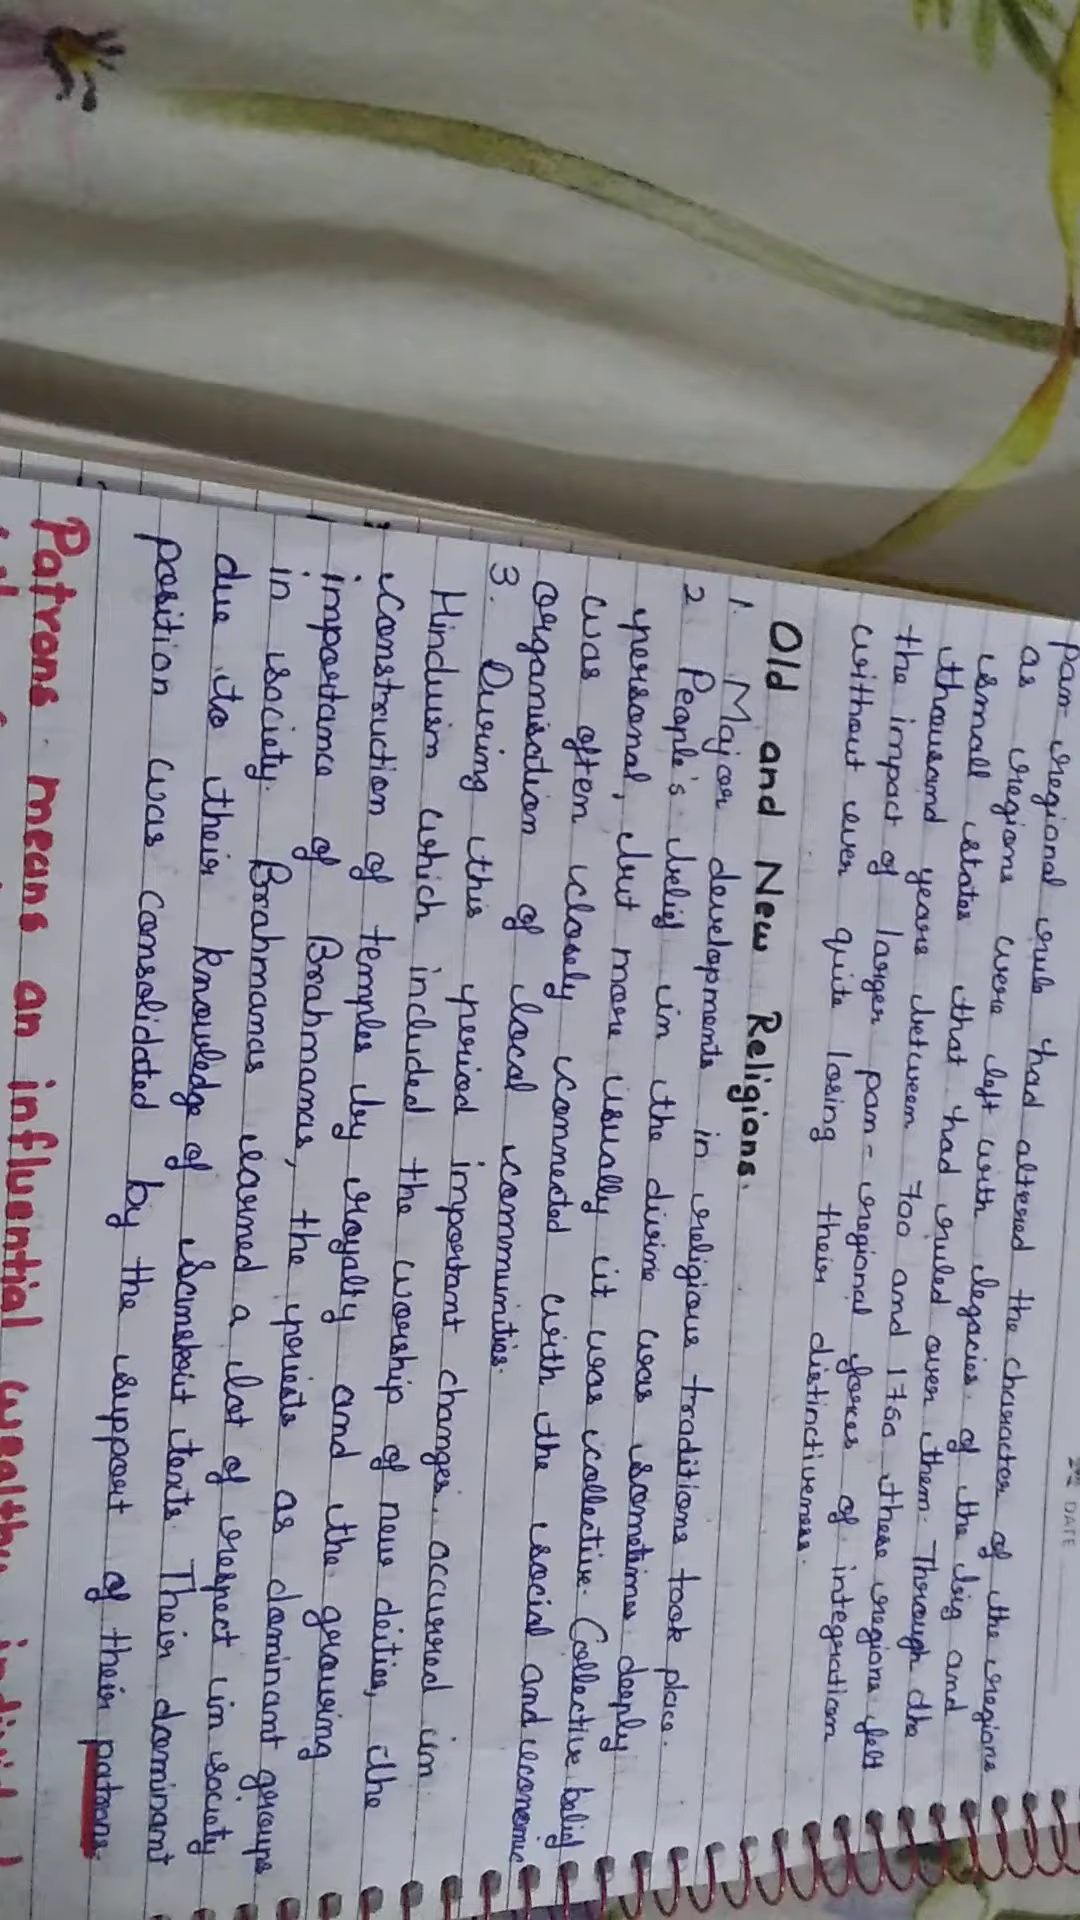 DATE
pan-regional rule had altered the character of the regions
as regions were left with legacies of the big and
small states that had ruled over them. Through the
thousand years between 700 and 1750 these regions felt
the impact of larger pan-regional forces of integration
without ever quite losing their distinctiveness.
Old and New Religions.
1. Major developments in religious traditions took place.
2. People's belief in the divine was sometimes deeply
personal, but more usually it was collective. Collective belief
was often closely connected with the social and economic
organisation of local communities.
3. During this period important changes occurred in
Hinduism which included the worship of new deities, the
construction of temples by royalty and the growing
importance of Brahmanas, the priests as dominant groups
in society. Brahmanas earned a lot of respect in society
due to their knowledge of Sanskrit texts. Their dominant
position was consolidated by the support of their patrons.
Patrons means an influential wealthy